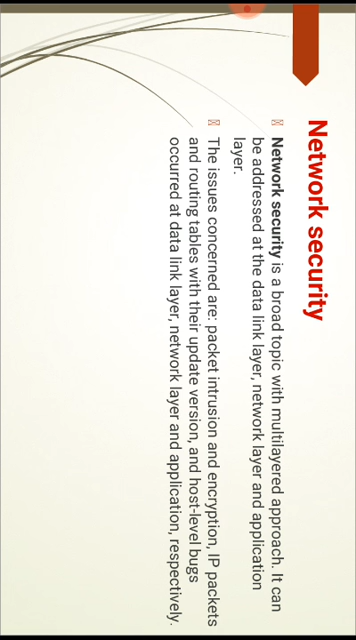 Network security
Network security is a broad topic with multilayered approach. It can
be addressed at the data link layer, network layer and application
layer.
The issues concerned are: packet intrusion and encryption, IP packets
and routing tables with their update version, and host-level bugs
occurred at data link layer, network layer and application, respectively.